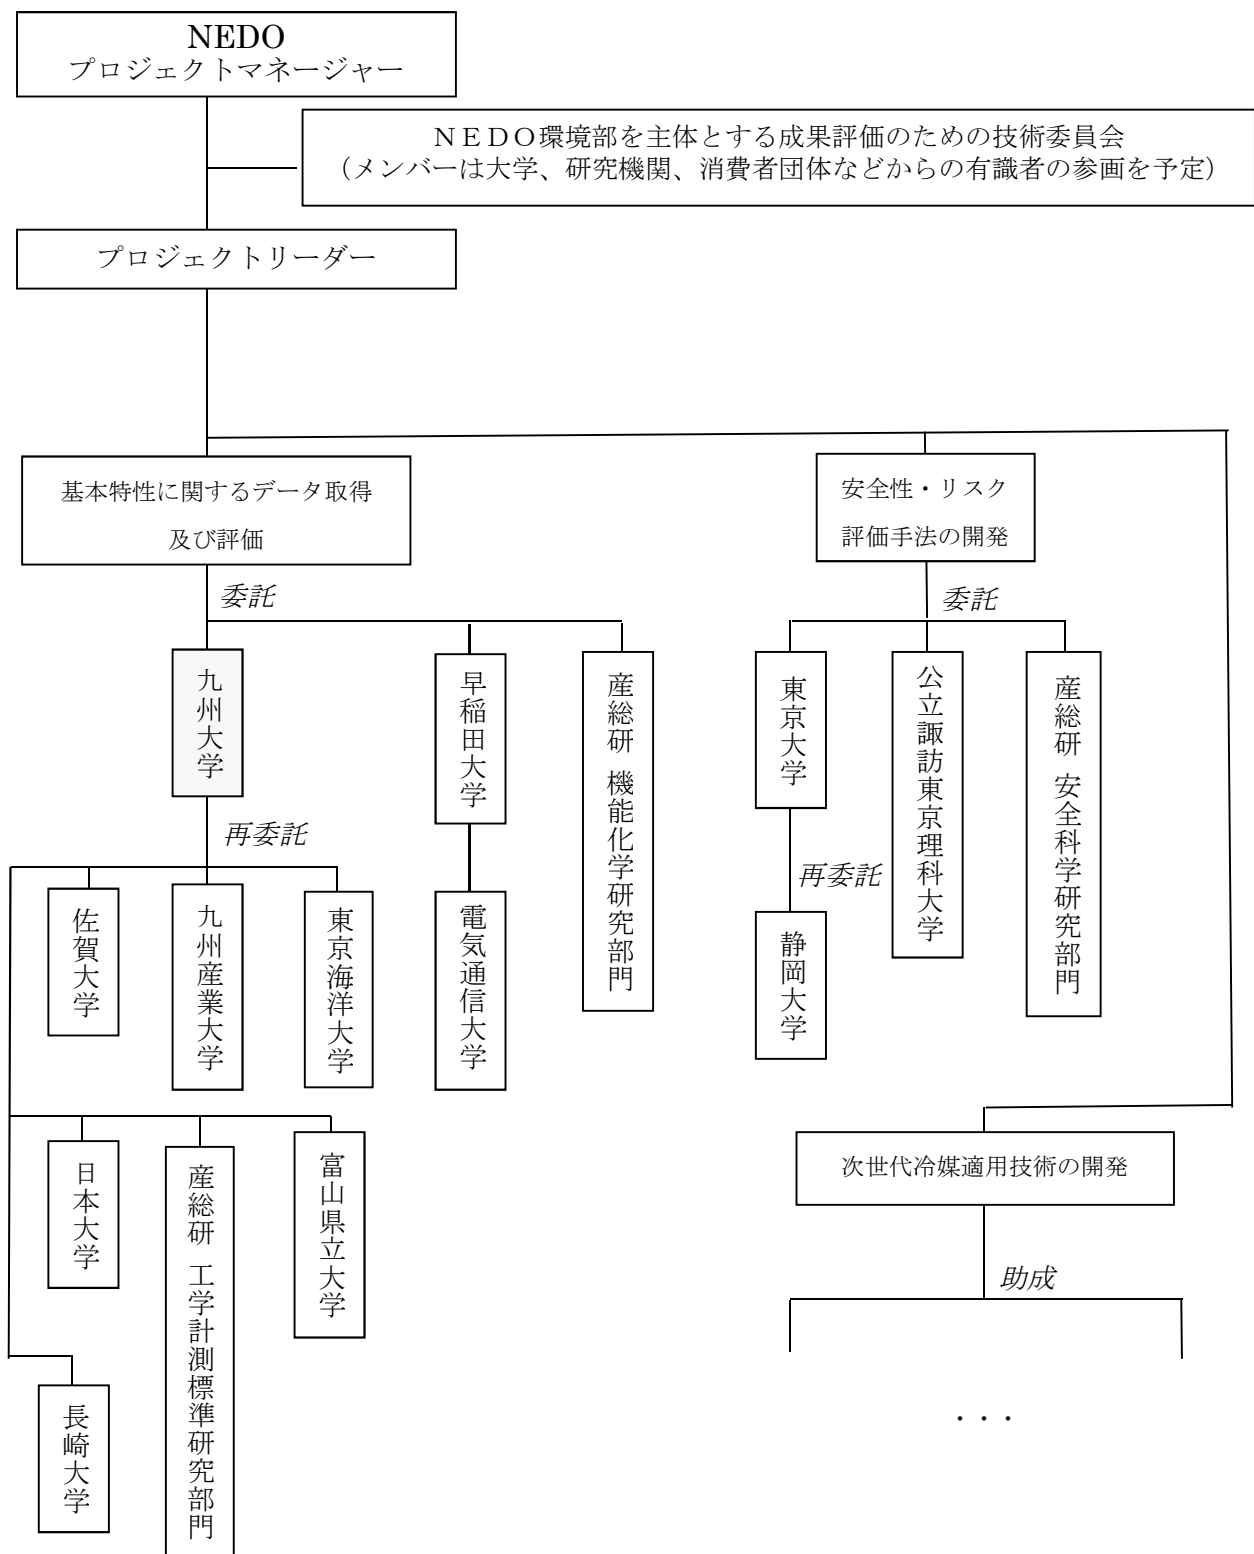 NEDO
プロジェクトマネージャー
ＮＥＤＯ環境部を主体とする成果評価のための技術委員会
（メンバーは大学、研究機関、消費者団体などからの有識者の参画を予定）
プロジェクトリーダー
基本特性に関するデータ取得
及び評価
安全性・リスク
評価手法の開発
委託
委託
九州大学
早稲田大学
産総研 機能化学研究部門
東京大学
公立諏訪東京理科大学
産総研 安全科学研究部門
再委託
再委託
佐賀大学
九州産業大学
東京海洋大学
電気通信大学
静岡大学
日本大学
産総研 工学計測標準研究部門
富山県立大学
次世代冷媒適用技術の開発
助成
長崎大学
・・・